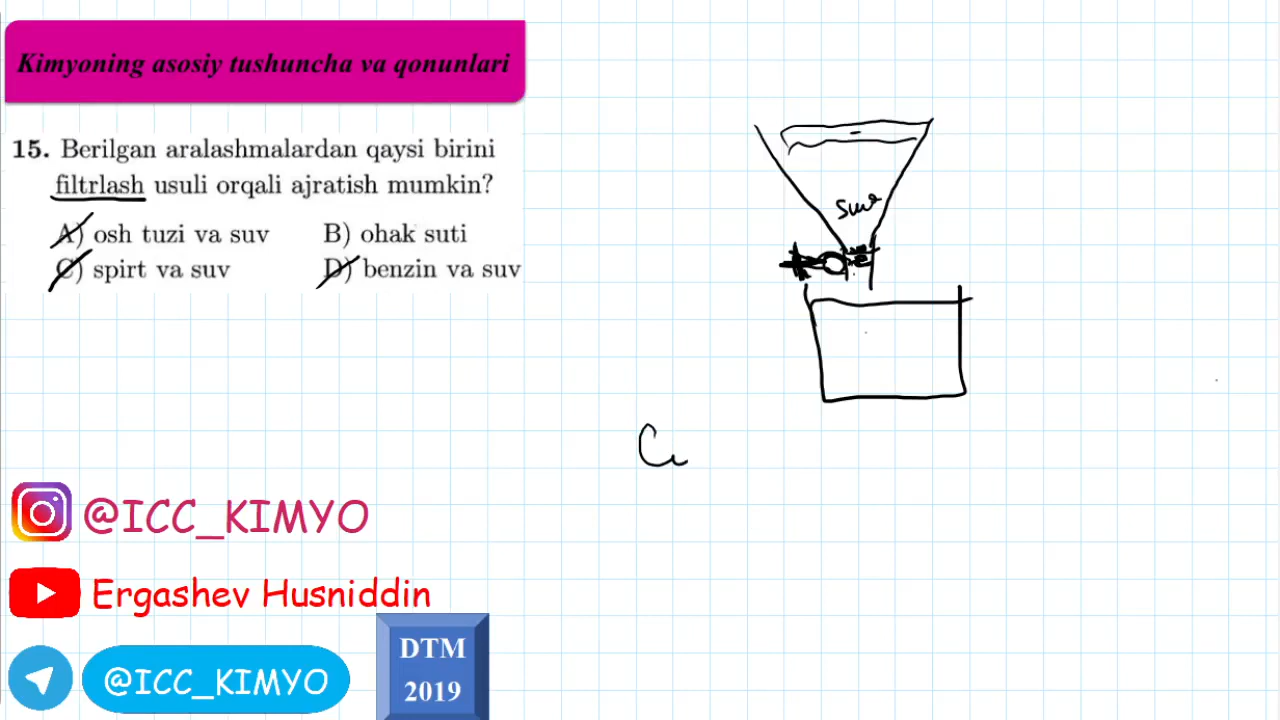 Kimyoning asosiy tushuncha va qonunlari
15. Berilgan aralashmalardan qaysi birini
filtrlash usuli orqali ajratish mumkin?
A) osh tuzi va suv B) ohak suti
C) spirt va suv D) benzin va suv
suv
Ca
@ICC_KIMYO
Ergashev Husniddin
@ICC_KIMYO
DTM
2019